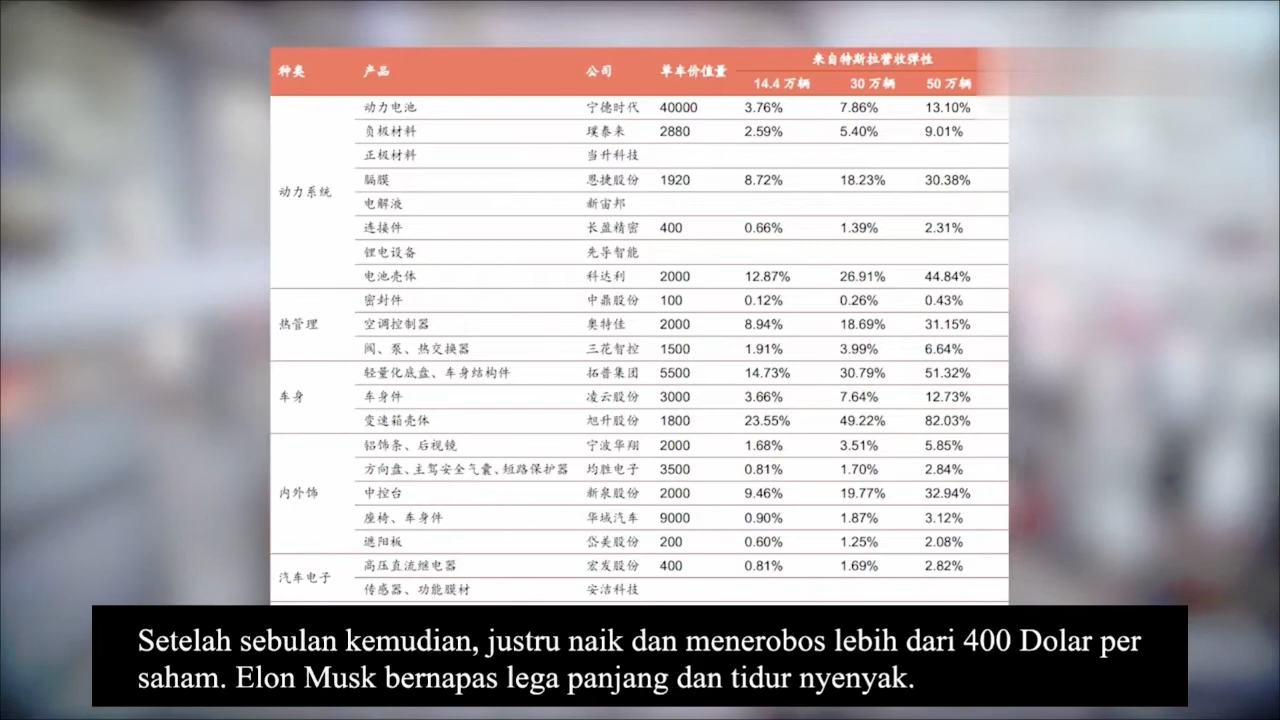 种类 产品 公司 单车价值量 来自特斯拉营收弹性
14.4 万辆 30 万辆 50 万辆
动力电池 宁德时代 40000 3.76% 7.86% 13.10%
负极材料 璞泰来 2880 2.59% 5.40% 9.01%
正极材料 当升科技
动力系统 膈膜 恩捷股份 1920 8.72% 18.23% 30.38%
电解液 新宙邦
连接件 长盈精密 400 0.66% 1.39% 2.31%
锂电设备 先导智能
电池壳体 科达利 2000 12.87% 26.91% 44.84%
密封件 中鼎股份 100 0.12% 0.26% 0.43%
热管理 空调控制器 奥特佳 2000 8.94% 18.69% 31.15%
阀、泵、热交换器 三花智控 1500 1.91% 3.99% 6.64%
轻量化底盘、车身结构件 拓普集团 5500 14.73% 30.79% 51.32%
车身 车身件 凌云股份 3000 3.66% 7.64% 12.73%
变速箱壳体 旭升股份 1800 23.55% 49.22% 82.03%
铝饰条、后视镜 宁波华翔 2000 1.68% 3.51% 5.85%
方向盘、主驾安全气囊、短路保护器 均胜电子 3500 0.81% 1.70% 2.84%
内外饰 中控台 新泉股份 2000 9.46% 19.77% 32.94%
座椅、车身件 华域汽车 9000 0.90% 1.87% 3.12%
遮阳板 岱美股份 200 0.60% 1.25% 2.08%
汽车电子 高压直流继电器 宏发股份 400 0.81% 1.69% 2.82%
传感器、功能膜材 安洁科技
Setelah sebulan kemudian, justru naik dan menerobos lebih dari 400 Dolar per
saham. Elon Musk bernapas lega panjang dan tidur nyenyak.